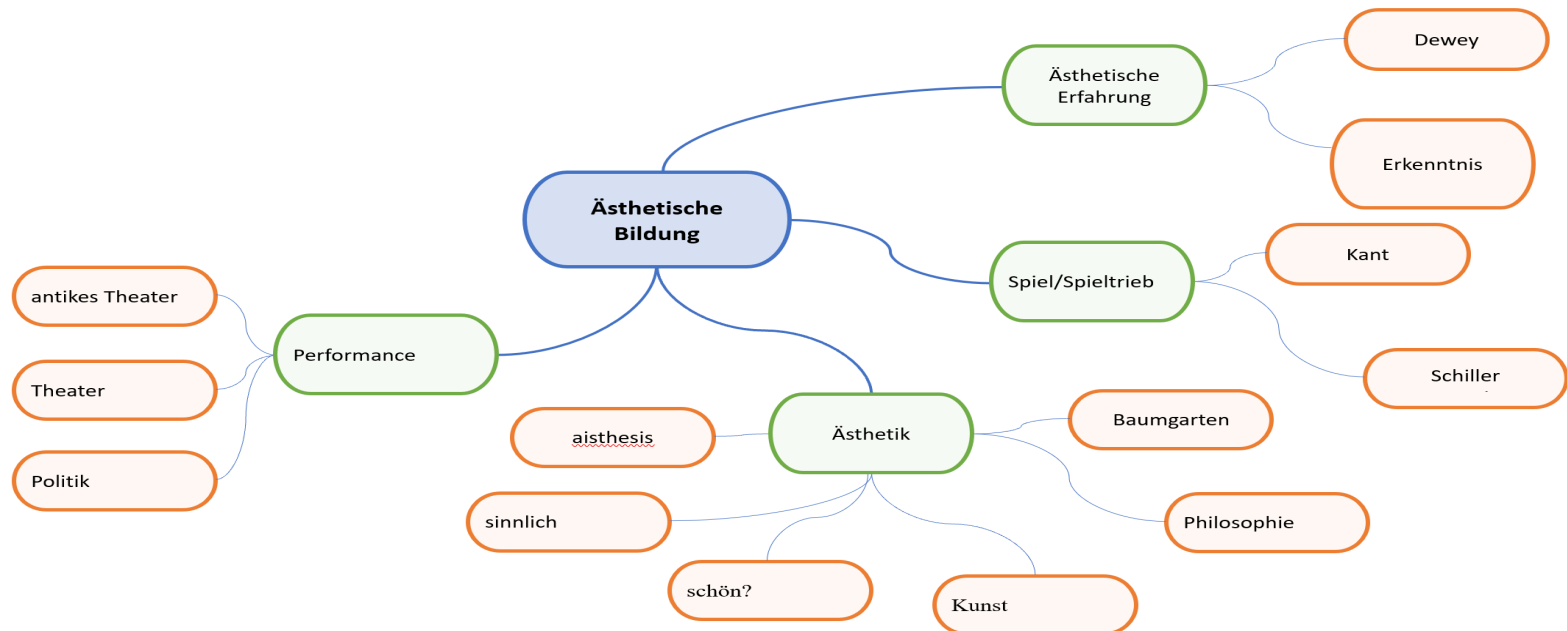 Dewey
Ästhetische
Erfahrung
Erkenntnis
Ästhetische
Bildung
Kant
Spiel/Spieltrieb
antikes Theater
Performance
Theater
Schiller
Politik
Baumgarten
aisthesis
Ästhetik
sinnlich
Philosophie
schön?
Kunst